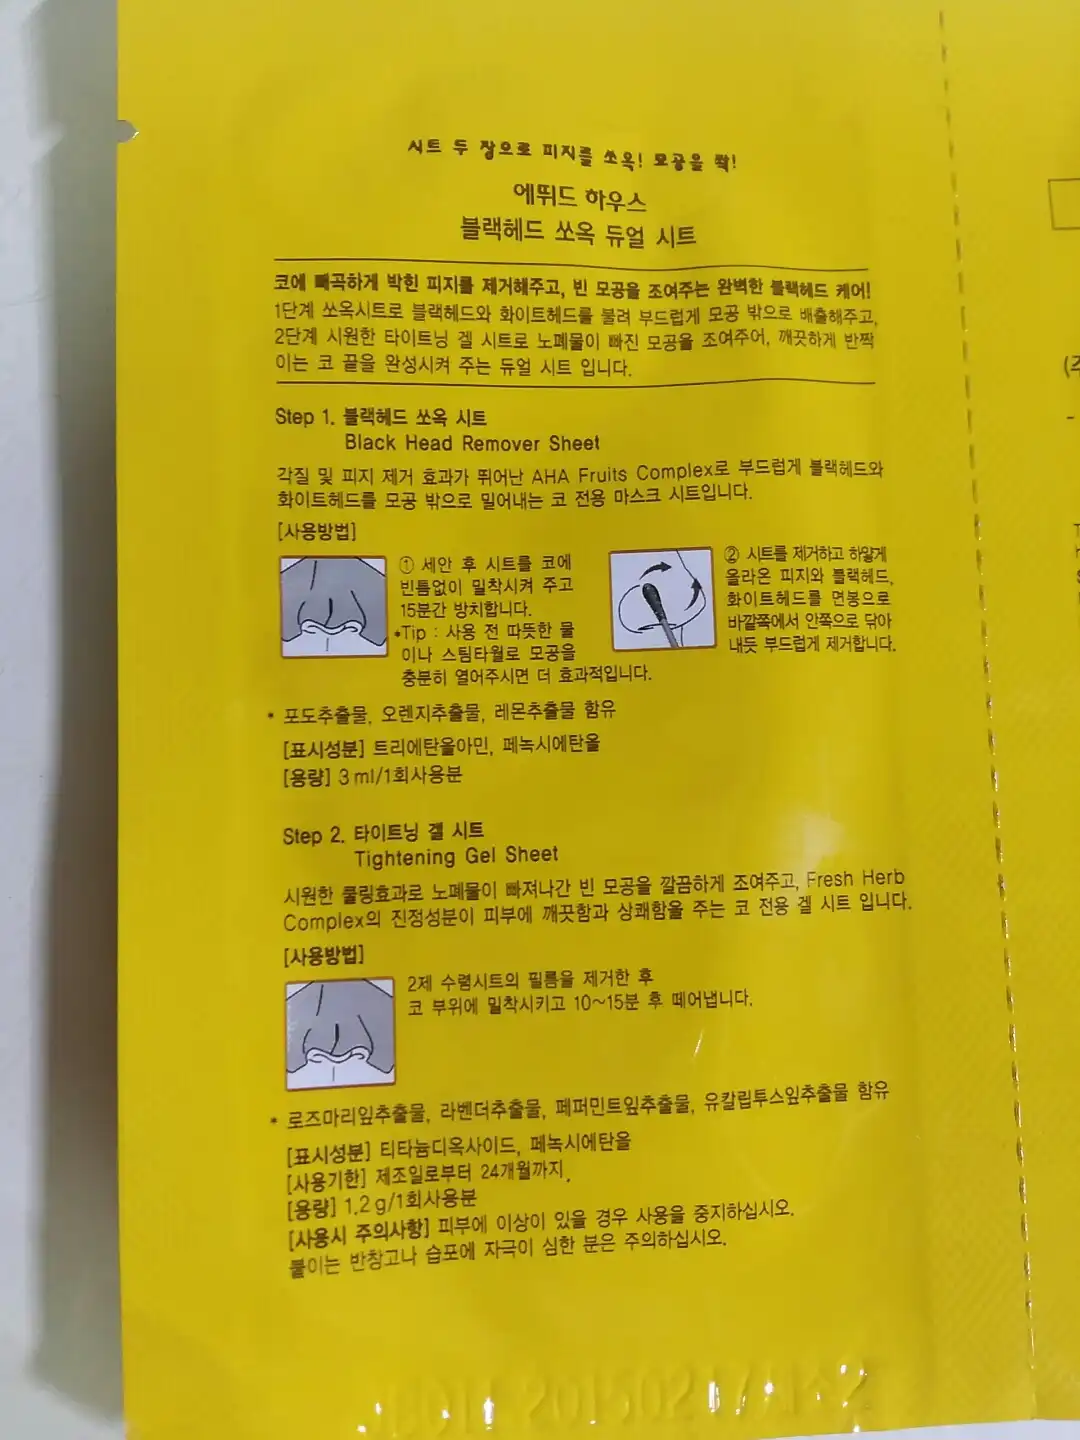 시트 두 장으로 피지를 쏘옥! 모공을 쫙!
에뛰드 하우스
블랙헤드 쏘옥 듀얼 시트
코에 빼곡하게 박힌 피지를 제거해주고, 빈 모공을 조여주는 완벽한 블랙헤드 케어!
1단계 쏘옥시트로 블랙헤드와 화이트헤드를 불려 부드럽게 모공 밖으로 배출해주고,
2단계 시원한 타이트닝 겔 시트로 노폐물이 빠진 모공을 조여주어, 깨끗하게 반짝
이는 코 끝을 완성시켜 주는 듀얼 시트 입니다.
Step 1. 블랙헤드 쏘옥 시트
Black Head Remover Sheet
각질 및 피지 제거 효과가 뛰어난 AHA Fruits Complex로 부드럽게 블랙헤드와
화이트헤드를 모공 밖으로 밀어내는 코 전용 마스크 시트입니다.
[사용방법]
① 세안 후 시트를 코에
빈틈없이 밀착시켜 주고
15분간 방치합니다.
*Tip : 사용 전 따뜻한 물
이나 스팀타월로 모공을
충분히 열어주시면 더 효과적입니다.
② 시트를 제거하고 하얗게
올라온 피지와 블랙헤드,
화이트헤드를 면봉으로
바깥쪽에서 안쪽으로 닦아
내듯 부드럽게 제거합니다.
* 포도추출물, 오렌지추출물, 레몬추출물 함유
[표시성분] 트리에탄올아민, 페녹시에탄올
[용량] 3 ml/1회사용분
Step 2. 타이트닝 겔 시트
Tightening Gel Sheet
시원한 쿨링효과로 노폐물이 빠져나간 빈 모공을 깔끔하게 조여주고, Fresh Herb
Complex의 진정성분이 피부에 깨끗함과 상쾌함을 주는 코 전용 겔 시트 입니다.
[사용방법]
2제 수렴시트의 필름을 제거한 후
코 부위에 밀착시키고 10~15분 후 떼어냅니다.
* 로즈마리잎추출물, 라벤더추출물, 페퍼민트잎추출물, 유칼립투스잎추출물 함유
[표시성분] 티타늄디옥사이드, 페녹시에탄올
[사용기한] 제조일로부터 24개월까지.
[용량] 1.2 g/1회사용분
[사용시 주의사항] 피부에 이상이 있을 경우 사용을 중지하십시오.
붙이는 반창고나 습포에 자극이 심한 분은 주의하십시오.
20150217제조2